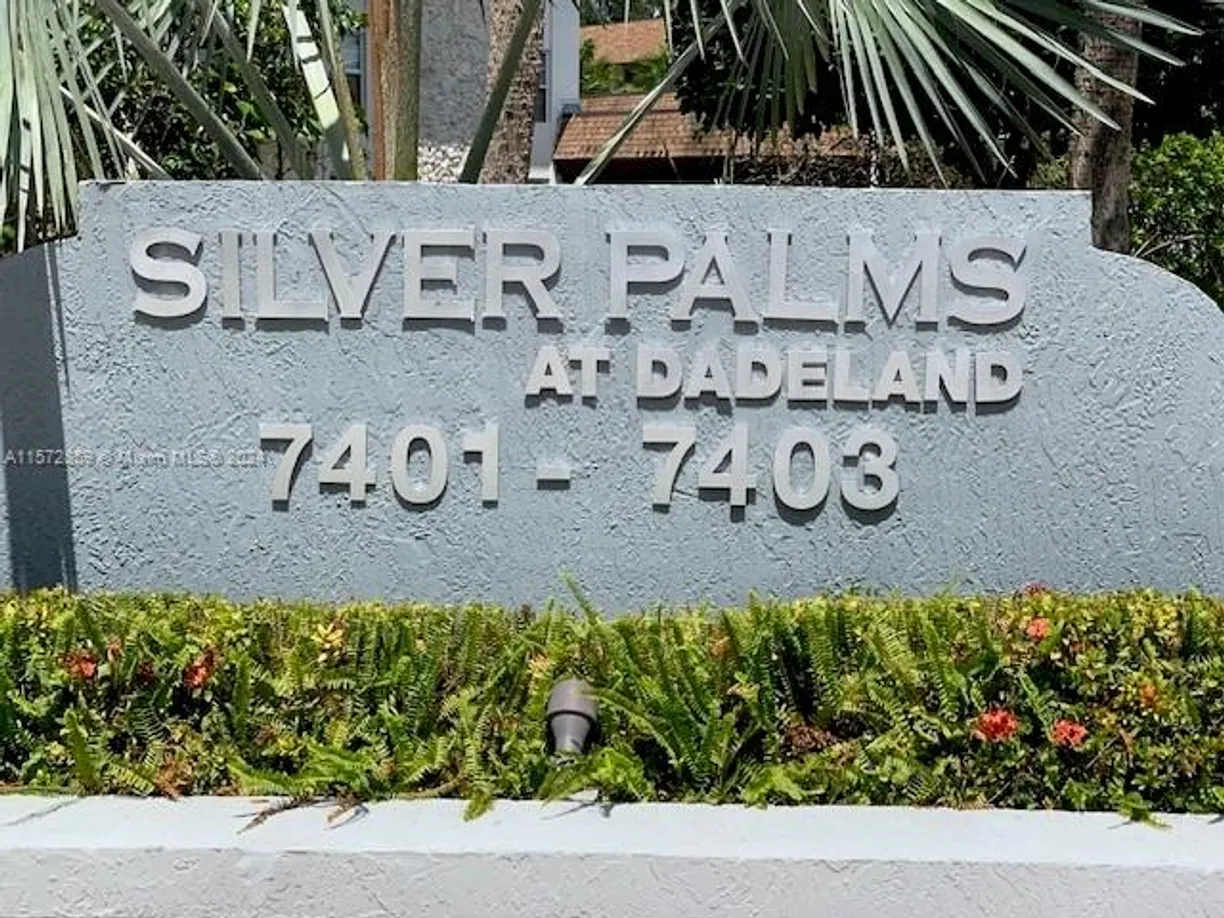 SILVER PALMS
AT DADELAND
7401 - 7403